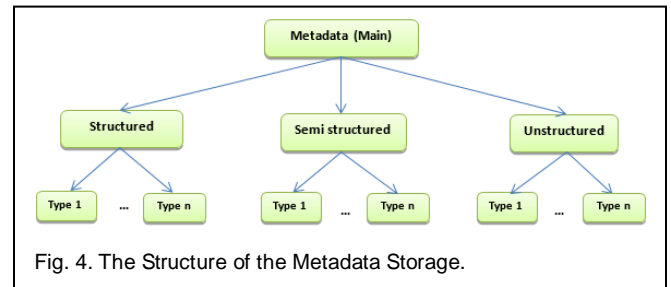 Metadata (Main)
Structured Semi structured Unstructured
Type 1 ... Type n Type 1 ... Type n Type 1 ... Type n
Fig. 4. The Structure of the Metadata Storage.